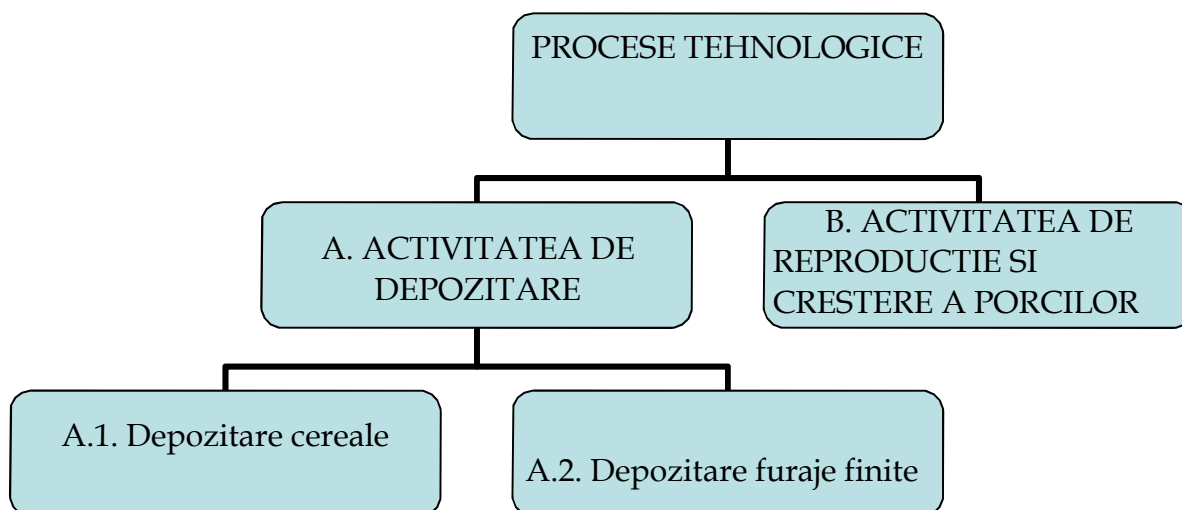 PROCESE TEHNOLOGICE
A. ACTIVITATEA DE
DEPOZITARE
B. ACTIVITATEA DE
REPRODUCTIE SI
CRESTERE A PORCILOR
A.1. Depozitare cereale
A.2. Depozitare furaje finite